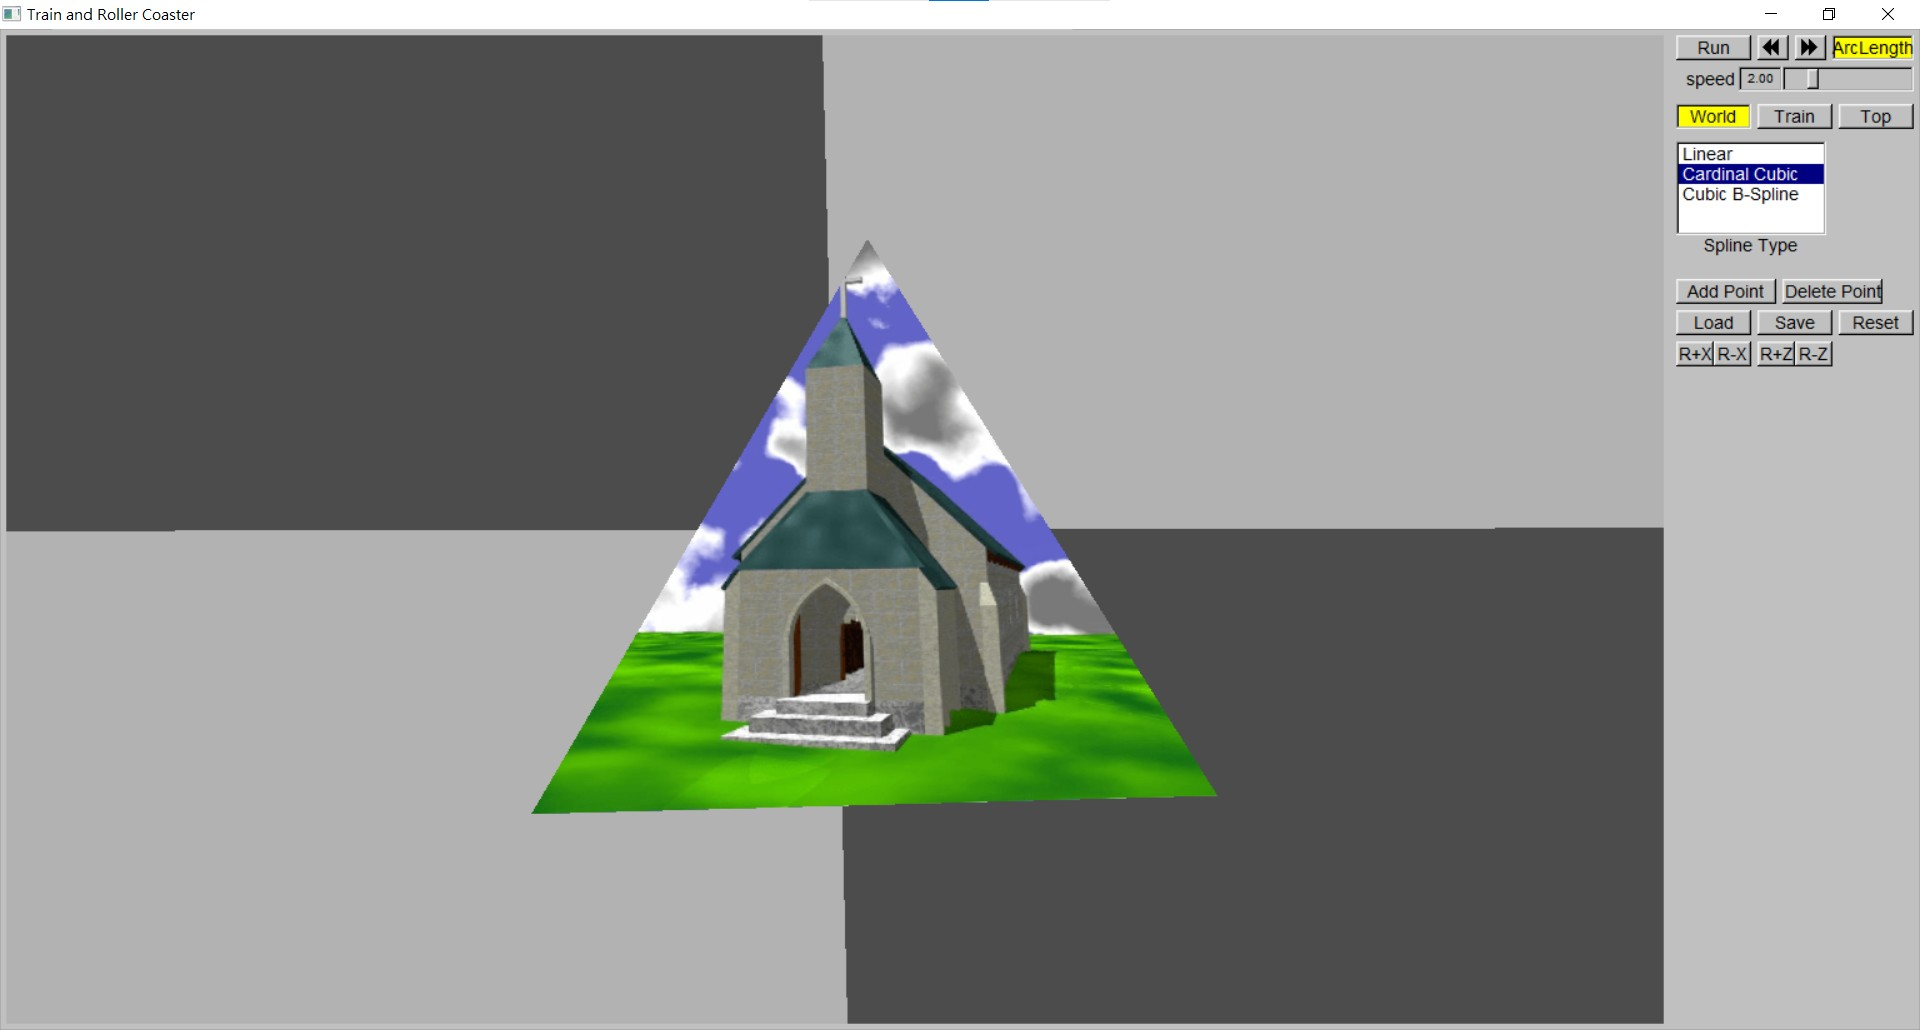 Train and Roller Coaster
Run ArcLength
speed 2.00
World Train Top
Linear
Cardinal Cubic
Cubic B-Spline
Spline Type
Add Point Delete Point
Load Save Reset
R+X R-X R+Z R-Z